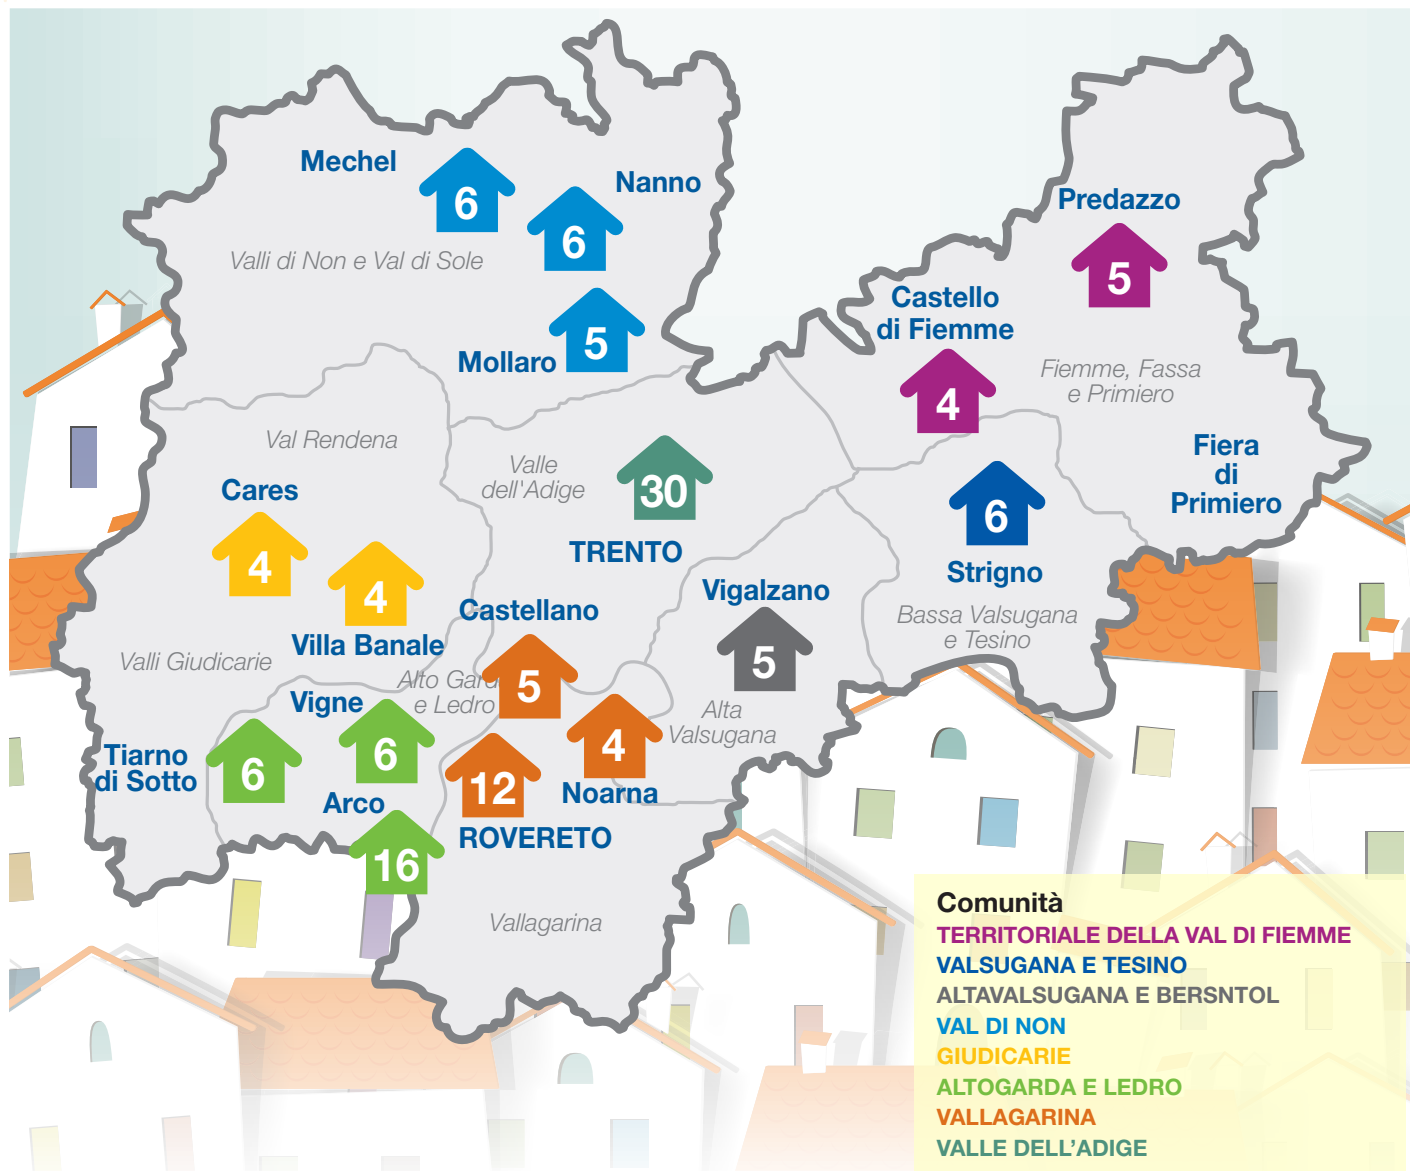 Mechel
6
Nanno
6
Valli di Non e Val di Sole
Mollaro
5
Predazzo
5
Castello
di Fiemme
4
Fiemme, Fassa
e Primiero
Fiera
di
Primiero
Val Rendena
Valle
dell'Adige
30
TRENTO
Cares
4
4
Villa Banale
Valli Giudicarie
6
Strigno
Bassa Valsugana
e Tesino
Vigalzano
5
Alta
Valsugana
Castellano
5
Alto Gard
e Ledro
Vigne
6
Tiarno
di Sotto
6
Arco
16
12
ROVERETO
4
Noarna
Vallagarina
Comunità
TERRITORIALE DELLA VAL DI FIEMME
VALSUGANA E TESINO
ALTAVALSUGANA E BERSNTOL
VAL DI NON
GIUDICARIE
ALTOGARDA E LEDRO
VALLAGARINA
VALLE DELL’ADIGE